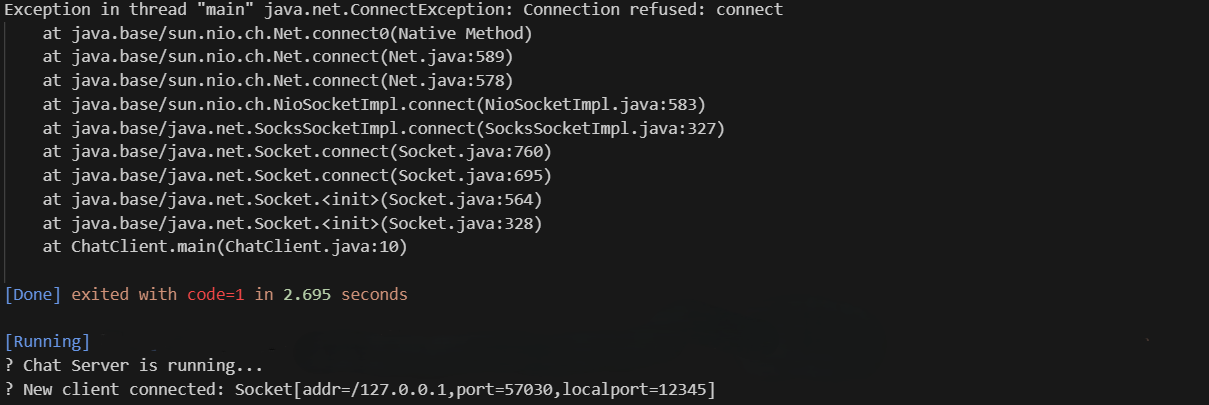 Exception in thread "main" java.net.ConnectException: Connection refused: connect
    at java.base/sun.nio.ch.Net.connect0(Native Method)
    at java.base/sun.nio.ch.Net.connect(Net.java:589)
    at java.base/sun.nio.ch.Net.connect(Net.java:578)
    at java.base/sun.nio.ch.NioSocketImpl.connect(NioSocketImpl.java:583)
    at java.base/java.net.SocksSocketImpl.connect(SocksSocketImpl.java:327)
    at java.base/java.net.Socket.connect(Socket.java:760)
    at java.base/java.net.Socket.connect(Socket.java:695)
    at java.base/java.net.Socket.<init>(Socket.java:564)
    at java.base/java.net.Socket.<init>(Socket.java:328)
    at ChatClient.main(ChatClient.java:10)

[Done] exited with code=1 in 2.695 seconds

[Running]
? Chat Server is running...
? New client connected: Socket[addr=/127.0.0.1,port=57030,localport=12345]